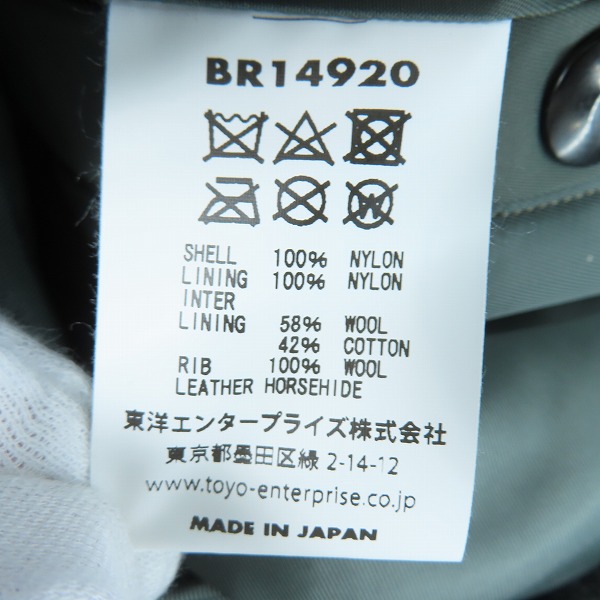 BR14920
W
SHELL 100% NYLON
LINING 100% NYLON
INTER
LINING 58% WOOL
42% COTTON
RIB 100% WOOL
LEATHER HORSEHIDE
東洋エンタープライズ株式会社
東京都墨田区緑 2-14-12
www.toyo-enterprise.co.jp
MADE IN JAPAN